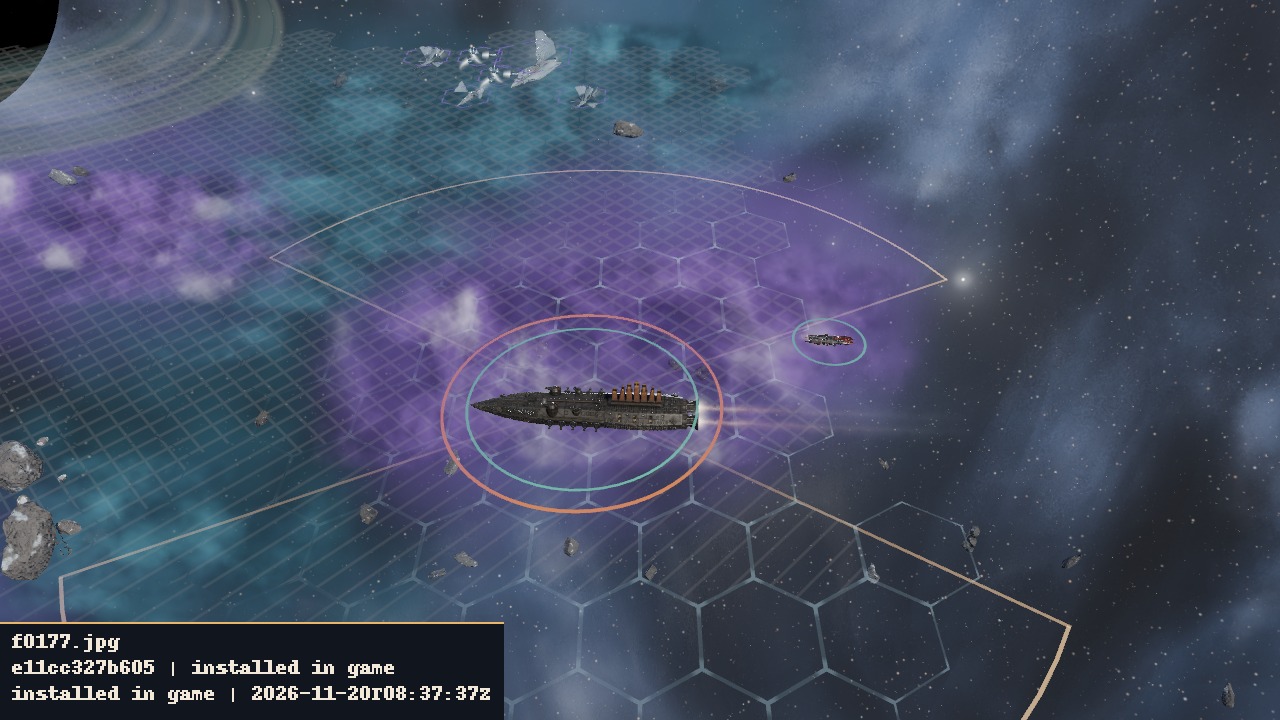 f0177.jpg
e11cc327b605 | installed in game
installed in game | 2026-11-20T08:37:37Z